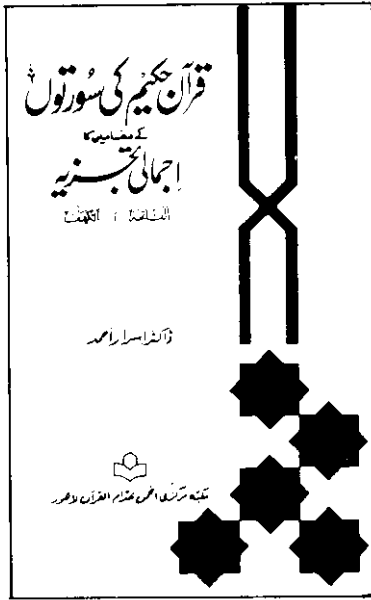 قرآن حکیم کی سورتوں
کے مضامین کا
اجمالی تجزیہ
الفاتحہ تا الکہف
ڈاکٹر اسرار احمد
مکتبہ مرکزی انجمن خدام القرآن لاہور